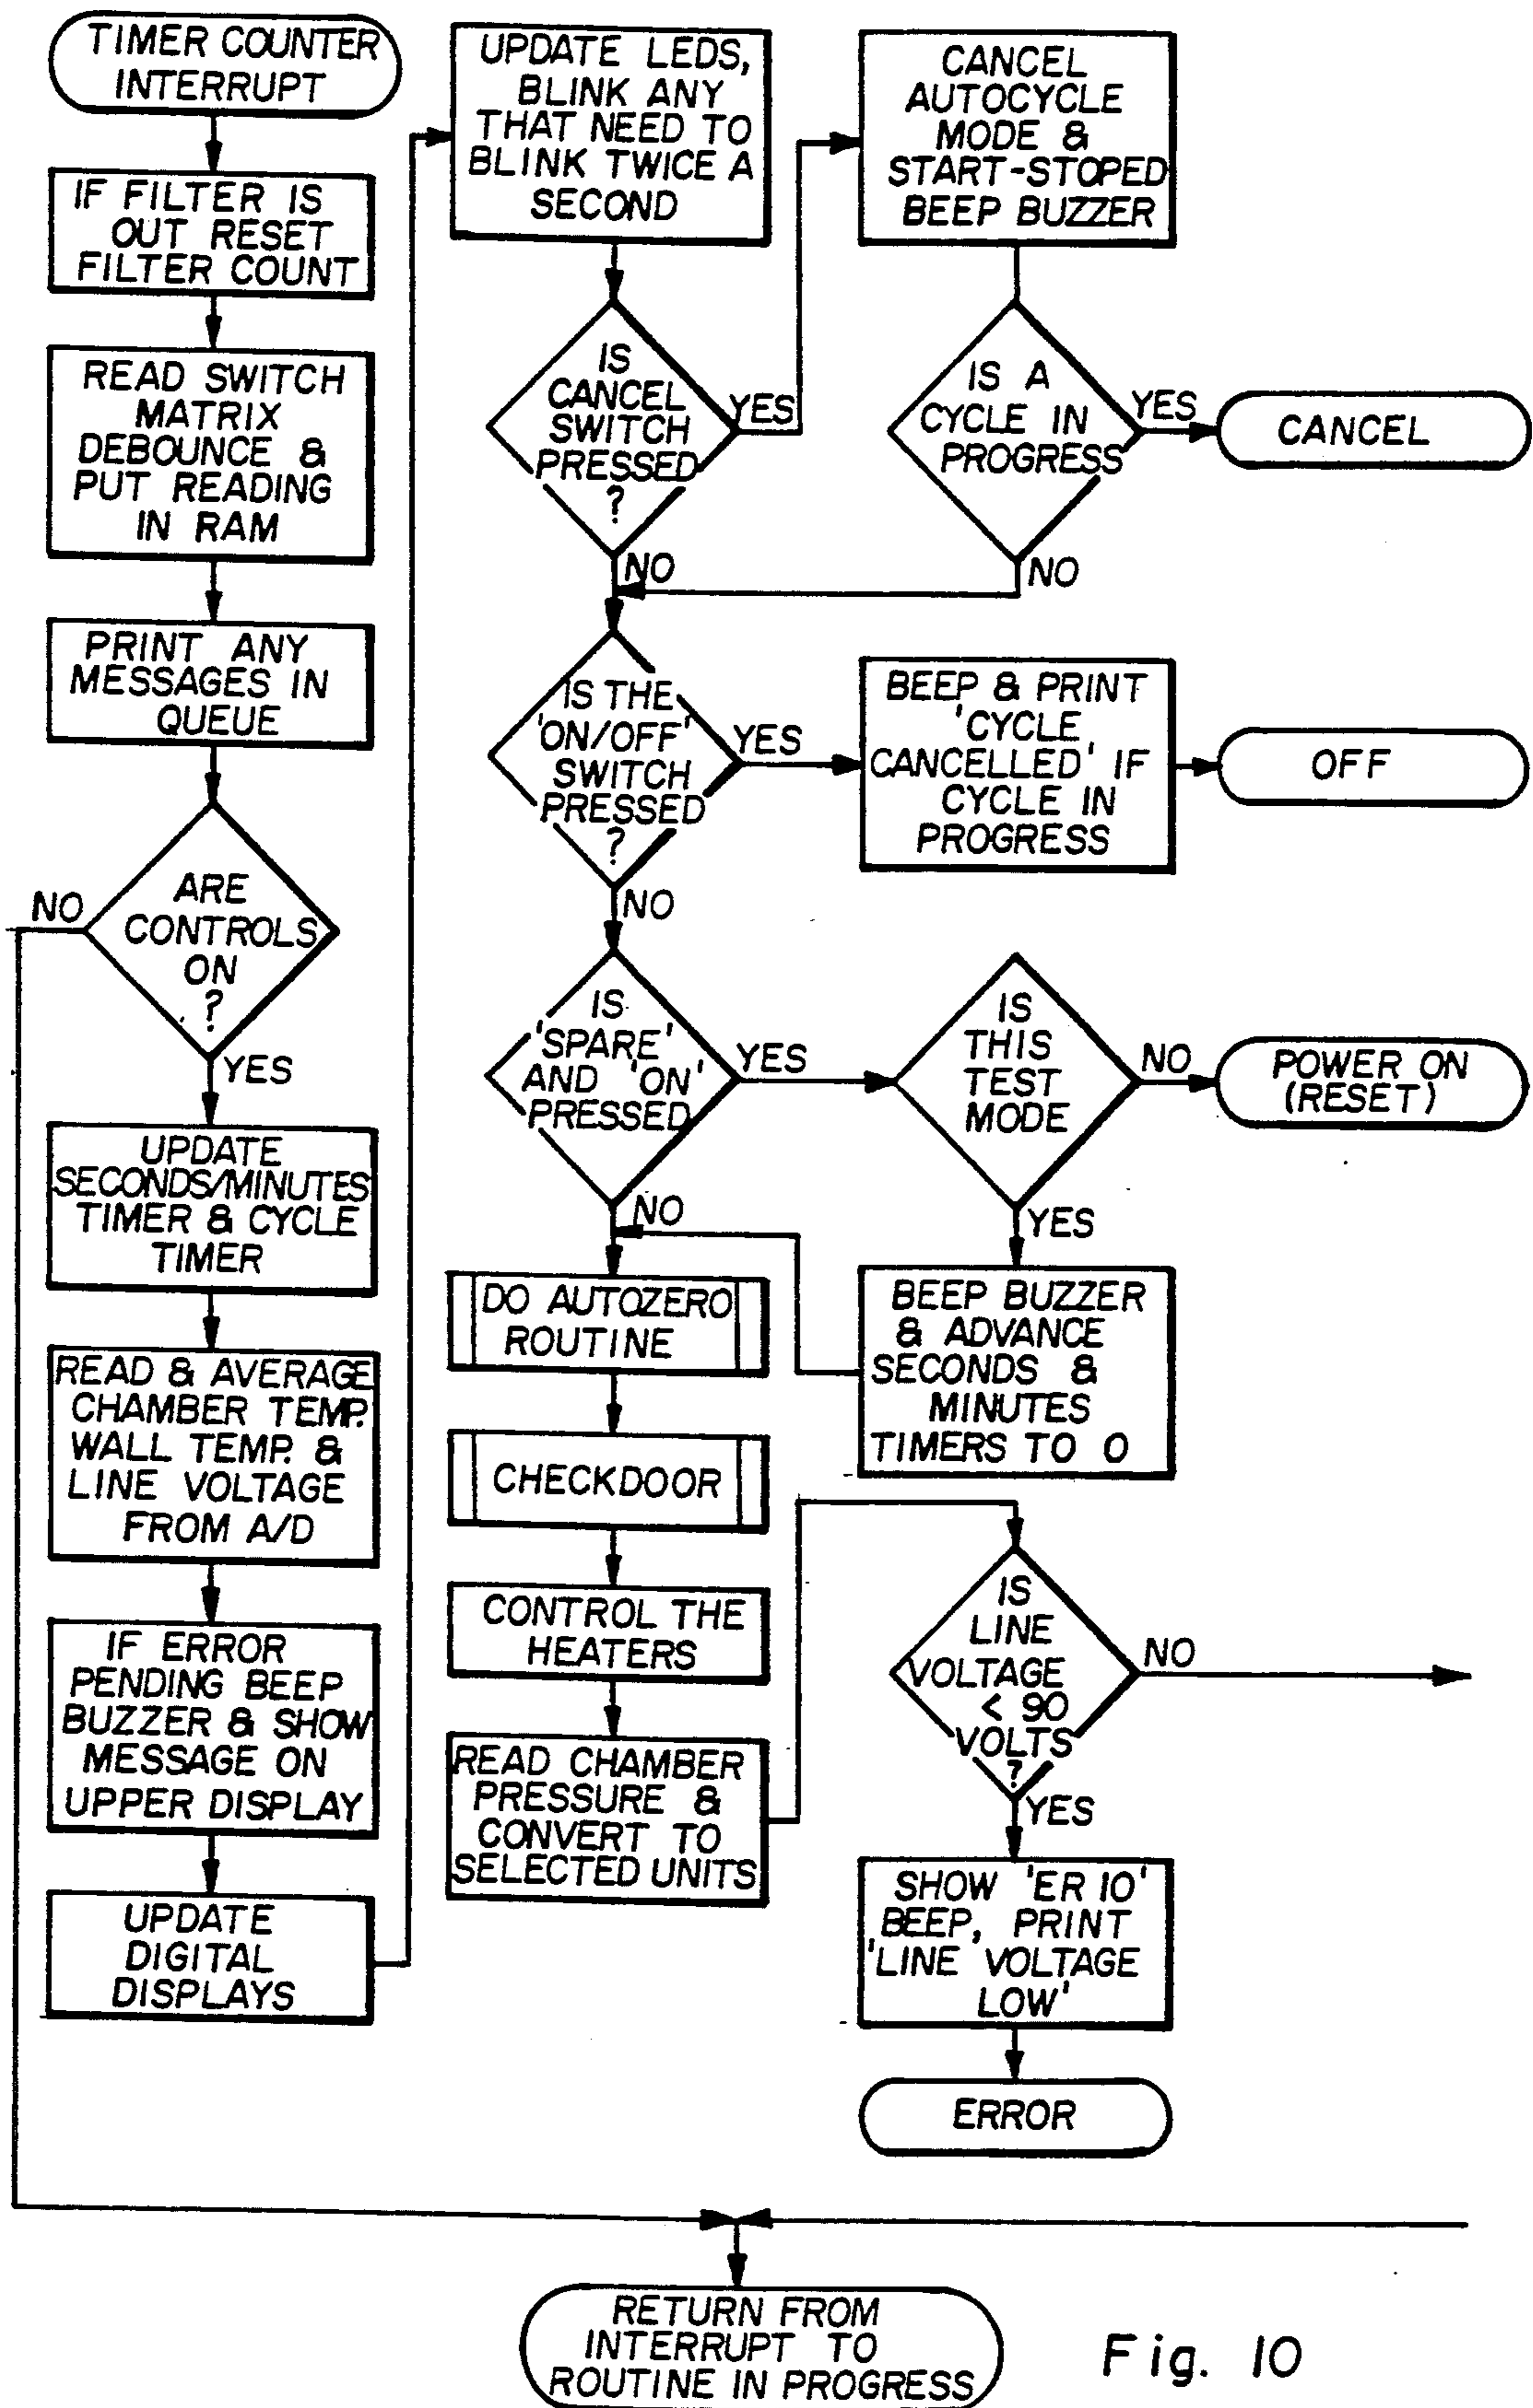 TIMER COUNTER
INTERRUPT
IF FILTER IS
OUT RESET
FILTER COUNT
READ SWITCH
MATRIX
DEBOUNCE &
PUT READING
IN RAM
PRINT ANY
MESSAGES IN
QUEUE
ARE
CONTROLS
ON
?
NO
YES
UPDATE
SECONDS/MINUTES
TIMER & CYCLE
TIMER
READ & AVERAGE
CHAMBER TEMP.
WALL TEMP. &
LINE VOLTAGE
FROM A/D
IF ERROR
PENDING BEEP
BUZZER & SHOW
MESSAGE ON
UPPER DISPLAY
UPDATE
DIGITAL
DISPLAYS
UPDATE LEDS,
BLINK ANY
THAT NEED TO
BLINK TWICE A
SECOND
IS
CANCEL
SWITCH
PRESSED
?
YES
NO
CANCEL
AUTOCYCLE
MODE &
START-STOPED
BEEP BUZZER
IS A
CYCLE IN
PROGRESS
YES
NO
CANCEL
IS THE
'ON/OFF'
SWITCH
PRESSED
?
YES
NO
BEEP & PRINT
'CYCLE
CANCELLED' IF
CYCLE IN
PROGRESS
OFF
IS
'SPARE'
AND 'ON'
PRESSED
YES
NO
IS
THIS
TEST
MODE
NO
YES
POWER ON
(RESET)
BEEP BUZZER
& ADVANCE
SECONDS &
MINUTES
TIMERS TO 0
DO AUTOZERO
ROUTINE
CHECKDOOR
CONTROL THE
HEATERS
READ CHAMBER
PRESSURE &
CONVERT TO
SELECTED UNITS
IS
LINE
VOLTAGE
< 90
VOLTS
?
NO
YES
SHOW 'ER 10'
BEEP, PRINT
'LINE VOLTAGE
LOW'
ERROR
RETURN FROM
INTERRUPT TO
ROUTINE IN PROGRESS
Fig. 10